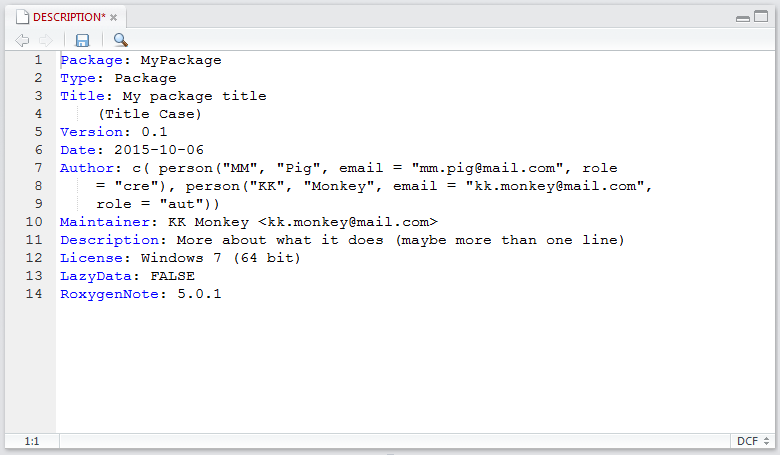 DESCRIPTION*
1 Package: MyPackage
2 Type: Package
3 Title: My package title
4 (Title Case)
5 Version: 0.1
6 Date: 2015-10-06
7 Author: c( person("MM", "Pig", email = "mm.pig@mail.com", role
8 = "cre"), person("KK", "Monkey", email = "kk.monkey@mail.com",
9 role = "aut"))
10 Maintainer: KK Monkey <kk.monkey@mail.com>
11 Description: More about what it does (maybe more than one line)
12 License: Windows 7 (64 bit)
13 LazyData: FALSE
14 RoxygenNote: 5.0.1
1:1 DCF